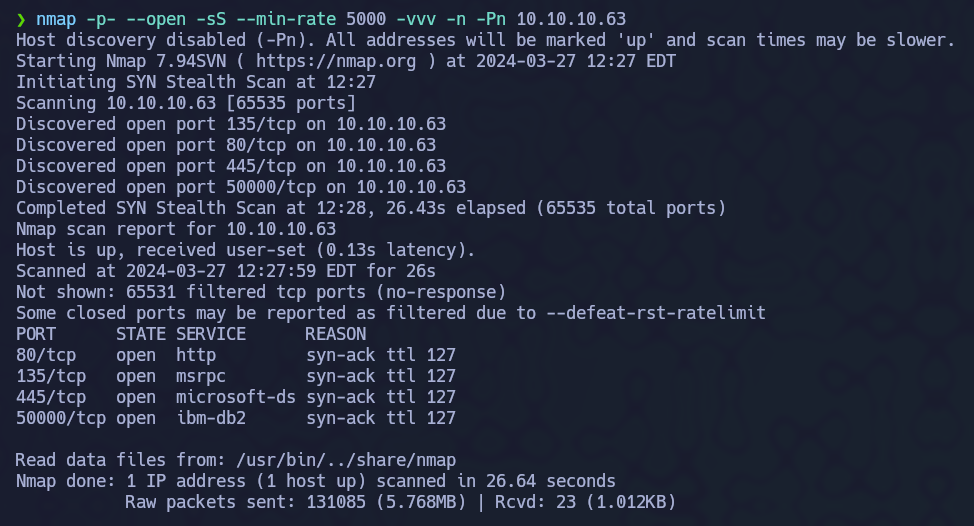 ❯ nmap -p- --open -sS --min-rate 5000 -vvv -n -Pn 10.10.10.63
Host discovery disabled (-Pn). All addresses will be marked 'up' and scan times may be slower.
Starting Nmap 7.94SVN ( https://nmap.org ) at 2024-03-27 12:27 EDT
Initiating SYN Stealth Scan at 12:27
Scanning 10.10.10.63 [65535 ports]
Discovered open port 135/tcp on 10.10.10.63
Discovered open port 80/tcp on 10.10.10.63
Discovered open port 445/tcp on 10.10.10.63
Discovered open port 50000/tcp on 10.10.10.63
Completed SYN Stealth Scan at 12:28, 26.43s elapsed (65535 total ports)
Nmap scan report for 10.10.10.63
Host is up, received user-set (0.13s latency).
Scanned at 2024-03-27 12:27:59 EDT for 26s
Not shown: 65531 filtered tcp ports (no-response)
Some closed ports may be reported as filtered due to --defeat-rst-ratelimit
PORT      STATE SERVICE      REASON
80/tcp    open  http         syn-ack ttl 127
135/tcp   open  msrpc        syn-ack ttl 127
445/tcp   open  microsoft-ds syn-ack ttl 127
50000/tcp open  ibm-db2      syn-ack ttl 127
Read data files from: /usr/bin/../share/nmap
Nmap done: 1 IP address (1 host up) scanned in 26.64 seconds
           Raw packets sent: 131085 (5.768MB) | Rcvd: 23 (1.012KB)